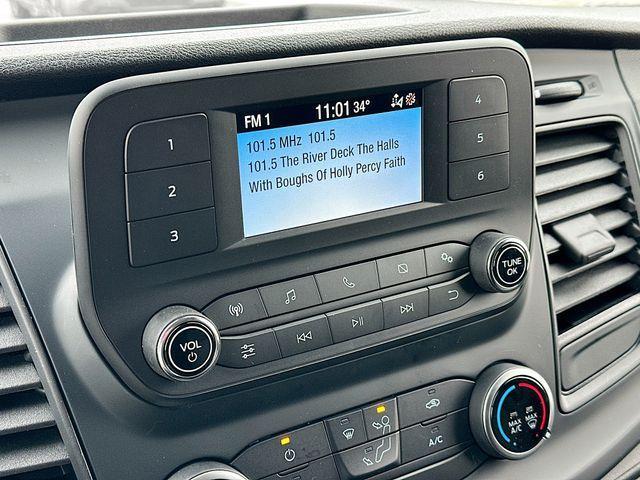 FM 1 11:01 34°
101.5 MHz 101.5
101.5 The River Deck The Halls
With Boughs Of Holly Percy Faith
1
2
3
4
5
6
VOL
TUNE
OK
MAX
A/C
MAX
A/C